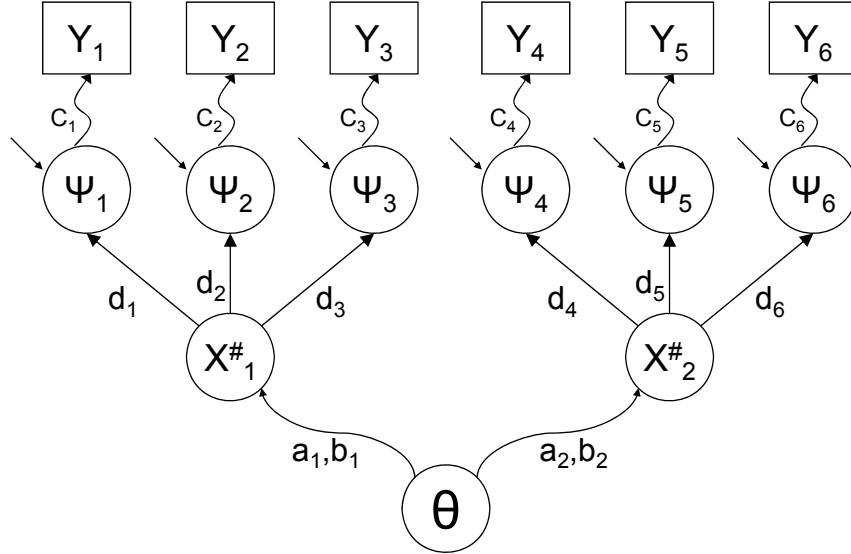 Y₁ Y₂ Y₃ Y₄ Y₅ Y₆
C₁ C₂ C₃ C₄ C₅ C₆
Ψ₁ Ψ₂ Ψ₃ Ψ₄ Ψ₅ Ψ₆
d₁ d₂ d₃ d₄ d₅ d₆
X#₁ X#₂
a₁,b₁ a₂,b₂
θ